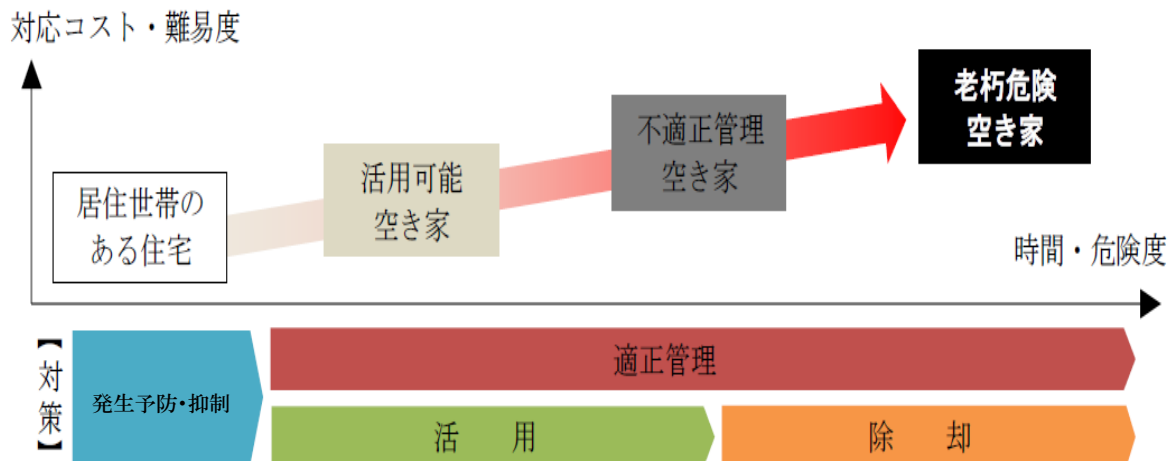 対応コスト・難易度
老朽危険
空き家
不適正管理
空き家
活用可能
空き家
居住世帯の
ある住宅
時間・危険度
【対策】
発生予防・抑制
適正管理
活　用
除　却